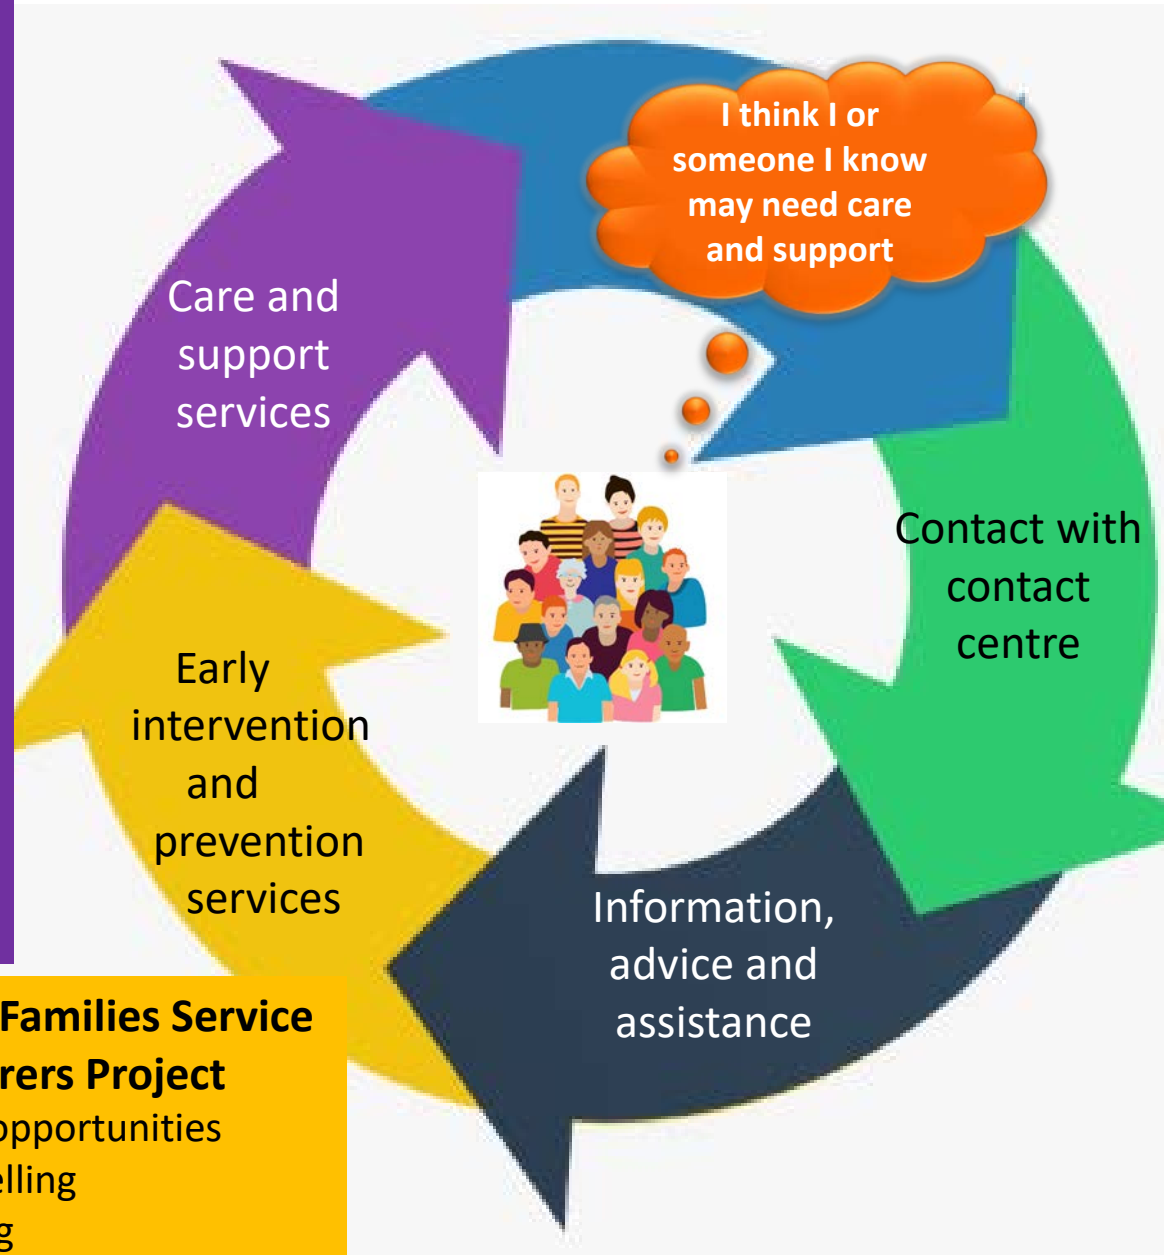 I think I or
someone I know
may need care
and support
Care and
support
services
Contact with
contact
centre
Early
intervention
and
prevention
services
Information,
advice and
assistance
Families Service
rers Project
opportunities
elling
g